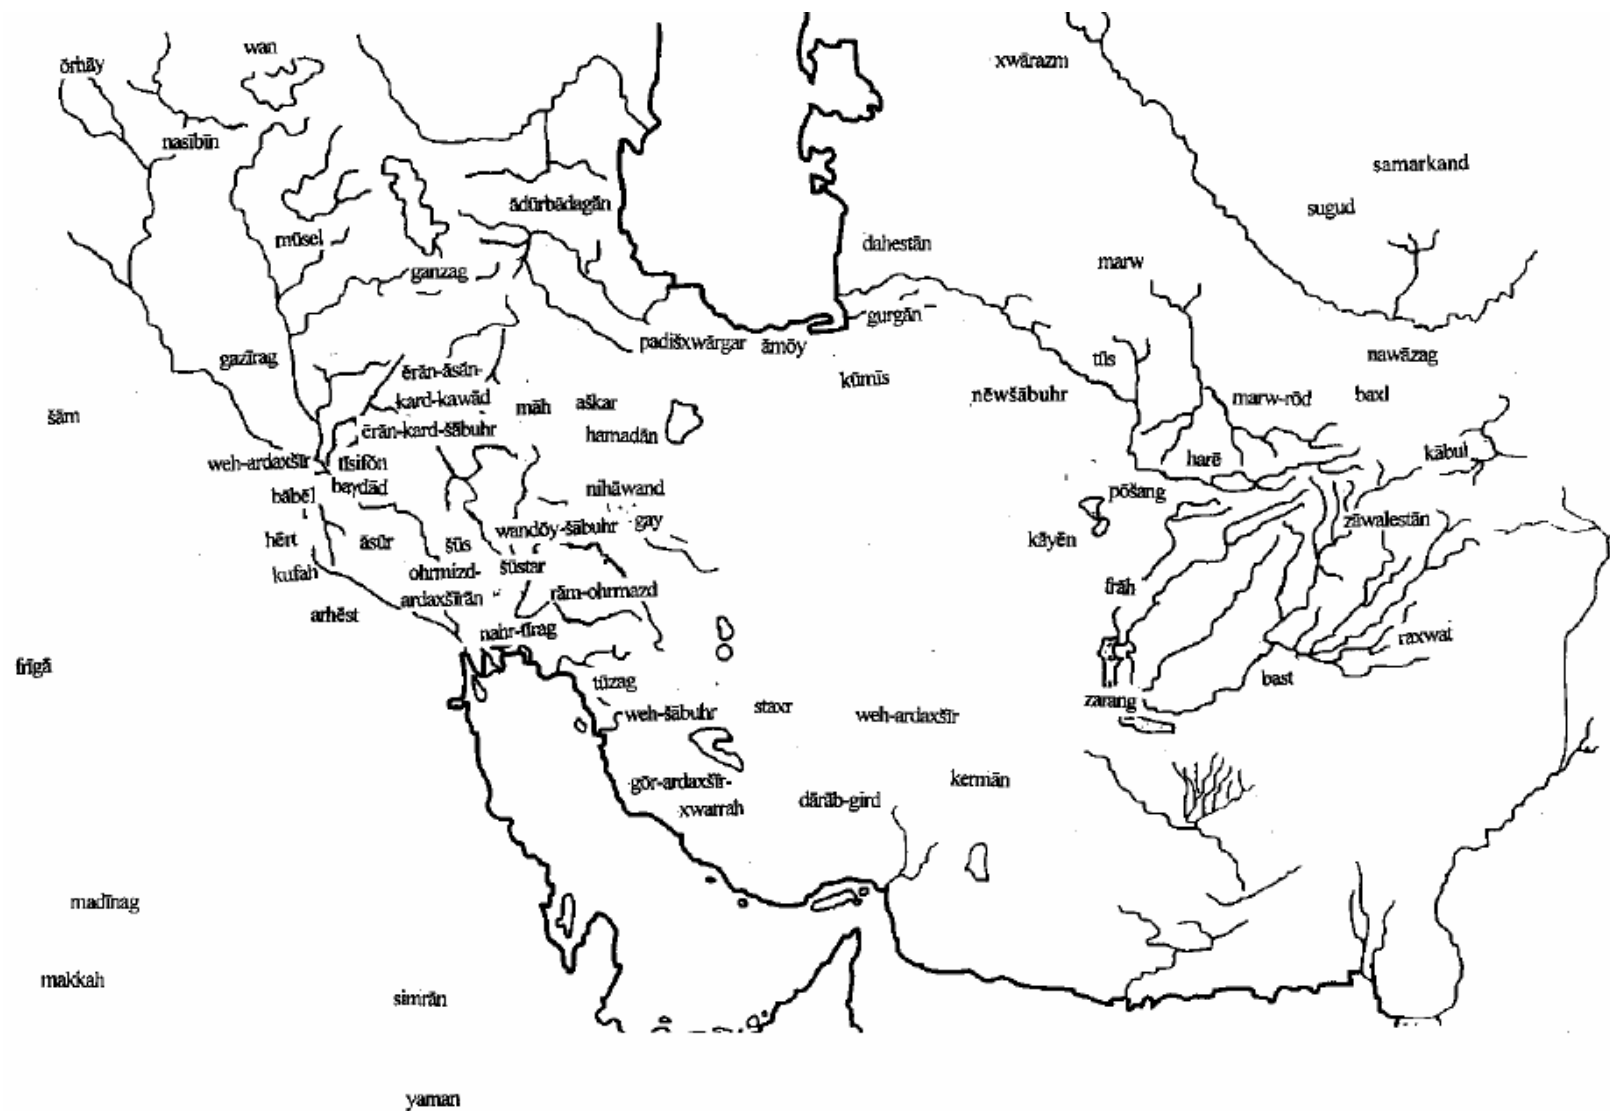 wan
ōrhāy
xwārazm
nasībīn
samarkand
ādūrbādagān
sugud
mūsel
dahestān
marw
ganzag
gurgān
padišxwārgar
āmōy
gazīrag
tūs
nawāzag
ērān-āsān-
kard-kawād
kūmīs
nēwšābuhr
marw-rōd
baxl
šām
māh
aškar
ērān-kard-šābuhr
hamadān
weh-ardaxšīr
tīsifōn
harē
kābul
bābēl
baγdād
nihāwand
pōšang
wandōy-šābuhr
gay
zāwalestān
hērt
āsūr
šūs
kāyēn
kufah
ohrmizd-
ardaxšīrān
šūstar
rām-ohrmazd
frāh
arhēst
nahr-tīrag
raxwat
frīgā
tūzag
bast
weh-šābuhr
staxr
weh-ardaxšīr
zarang
gōr-ardaxšīr-
xwarrah
dārāb-gird
kermān
madīnag
makkah
simrān
yaman